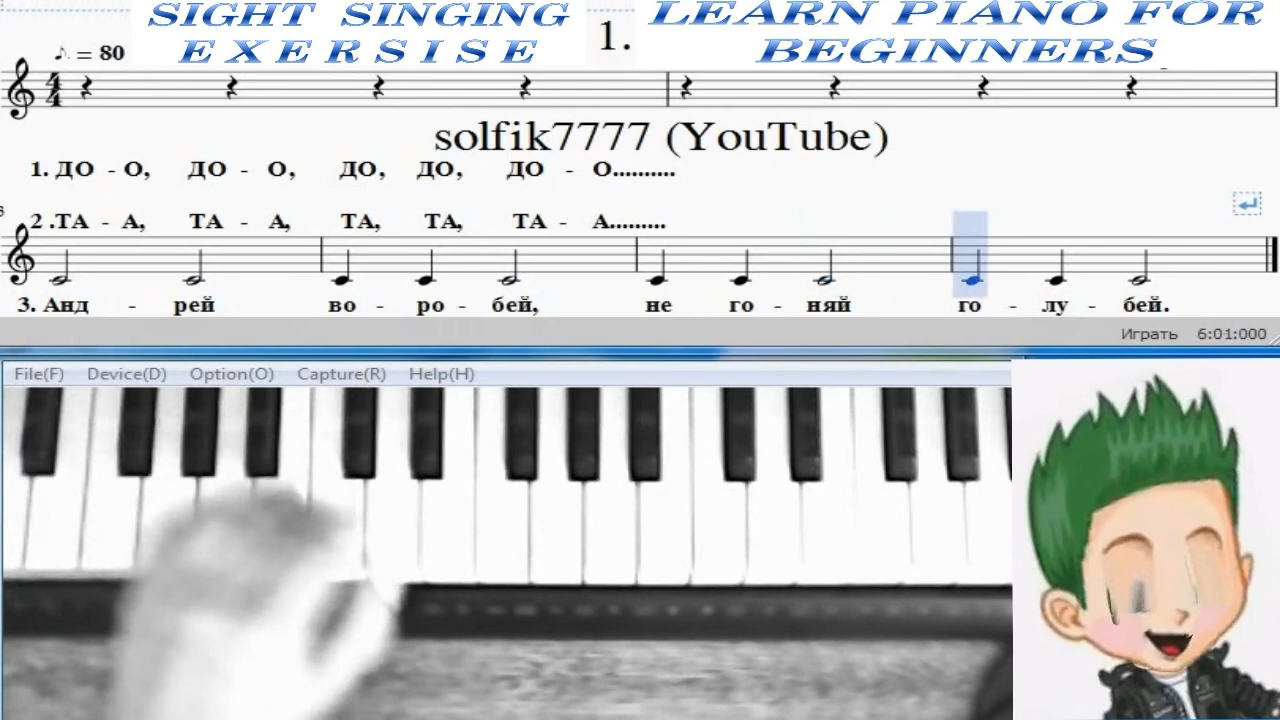 SIGHT SINGING
EXERSISE
1.
LEARN PIANO FOR
BEGINNERS
♪. = 80
4
4
solfik7777 (YouTube)
1. ДО - О, ДО - О, ДО, ДО, ДО - О..........
2 .ТА - А, ТА - А, ТА, ТА, ТА - А.........
3. Анд - рей во - ро - бей, не го - няй го - лу - бей.
Играть 6:01:000
File(F) Device(D) Option(O) Capture(R) Help(H)